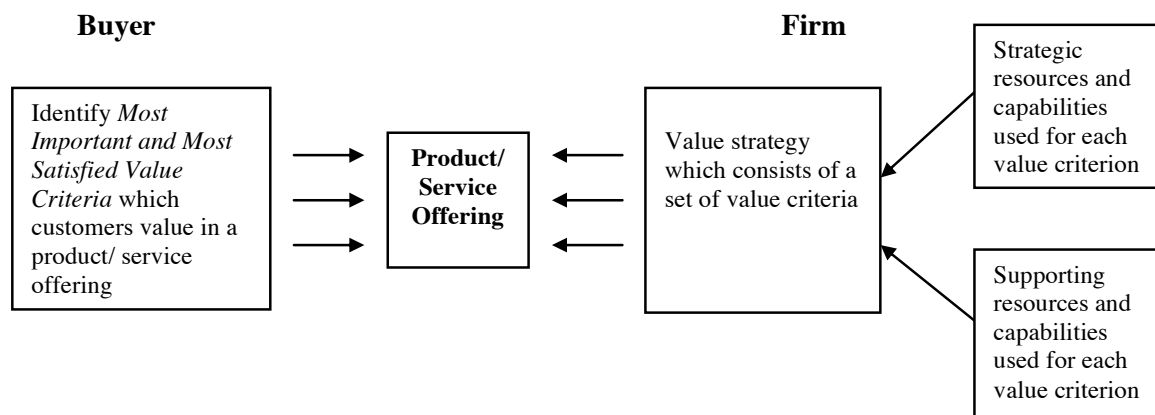 Buyer
Identify Most
Important and Most
Satisfied Value
Criteria which
customers value in a
product/ service
offering
Product/
Service
Offering
Firm
Value strategy
which consists of a
set of value criteria
Strategic
resources and
capabilities
used for each
value criterion
Supporting
resources and
capabilities
used for each
value criterion